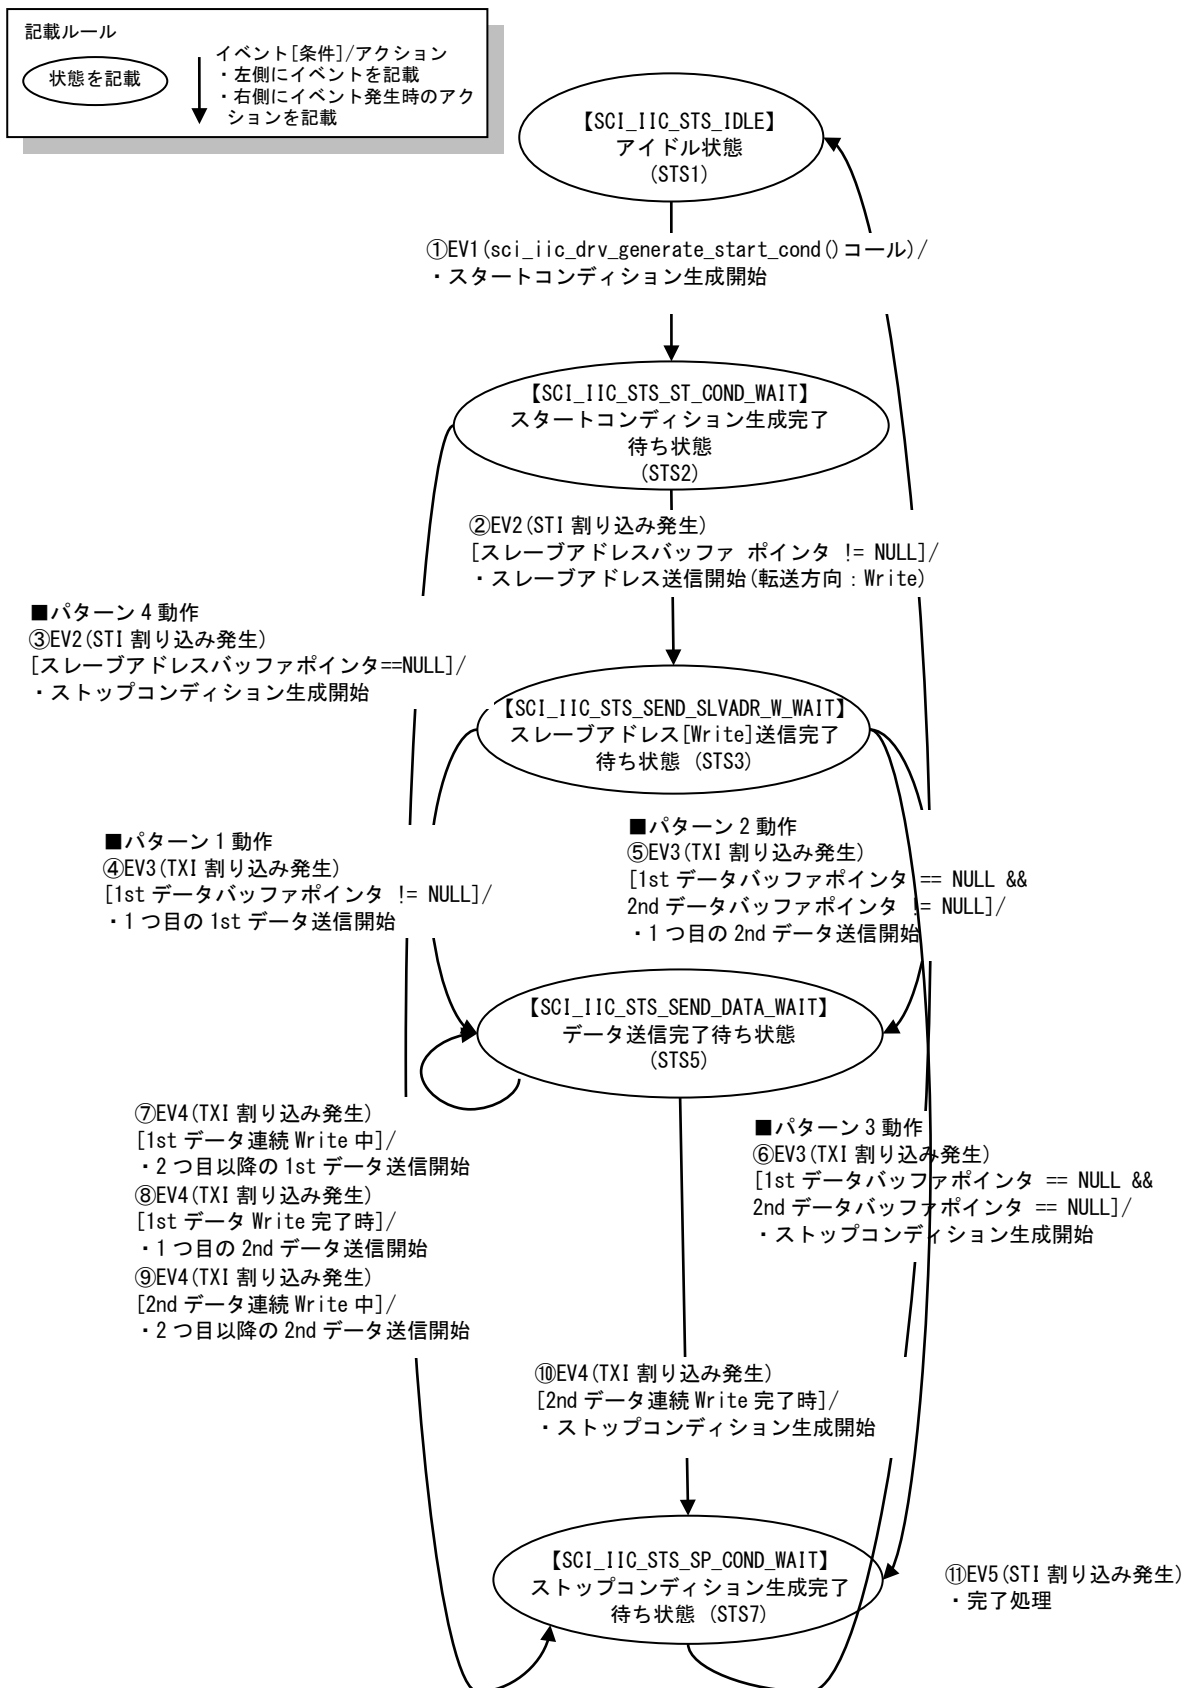 記載ルール
状態を記載
イベント[条件]/アクション
・左側にイベントを記載
・右側にイベント発生時のアク
ションを記載
【SCI_IIC_STS_IDLE】
アイドル状態
(STS1)
①EV1(sci_iic_drv_generate_start_cond()コール)/
・スタートコンディション生成開始
【SCI_IIC_STS_ST_COND_WAIT】
スタートコンディション生成完了
待ち状態
(STS2)
②EV2(STI 割り込み発生)
[スレーブアドレスバッファ ポインタ != NULL]/
・スレーブアドレス送信開始(転送方向：Write)
■パターン 4 動作
③EV2(STI 割り込み発生)
[スレーブアドレスバッファポインタ==NULL]/
・ストップコンディション生成開始
【SCI_IIC_STS_SEND_SLVADR_W_WAIT】
スレーブアドレス[Write]送信完了
待ち状態 (STS3)
■パターン 1 動作
④EV3(TXI 割り込み発生)
[1st データバッファポインタ != NULL]/
・1 つ目の 1st データ送信開始
■パターン 2 動作
⑤EV3(TXI 割り込み発生)
[1st データバッファポインタ == NULL &&
2nd データバッファポインタ != NULL]/
・1 つ目の 2nd データ送信開始
【SCI_IIC_STS_SEND_DATA_WAIT】
データ送信完了待ち状態
(STS5)
⑦EV4(TXI 割り込み発生)
[1st データ連続 Write 中]/
・2 つ目以降の 1st データ送信開始
⑧EV4(TXI 割り込み発生)
[1st データ Write 完了時]/
・1 つ目の 2nd データ送信開始
⑨EV4(TXI 割り込み発生)
[2nd データ連続 Write 中]/
・2 つ目以降の 2nd データ送信開始
■パターン 3 動作
⑥EV3(TXI 割り込み発生)
[1st データバッファポインタ == NULL &&
2nd データバッファポインタ == NULL]/
・ストップコンディション生成開始
⑩EV4(TXI 割り込み発生)
[2nd データ連続 Write 完了時]/
・ストップコンディション生成開始
【SCI_IIC_STS_SP_COND_WAIT】
ストップコンディション生成完了
待ち状態 (STS7)
⑪EV5(STI 割り込み発生)
・完了処理